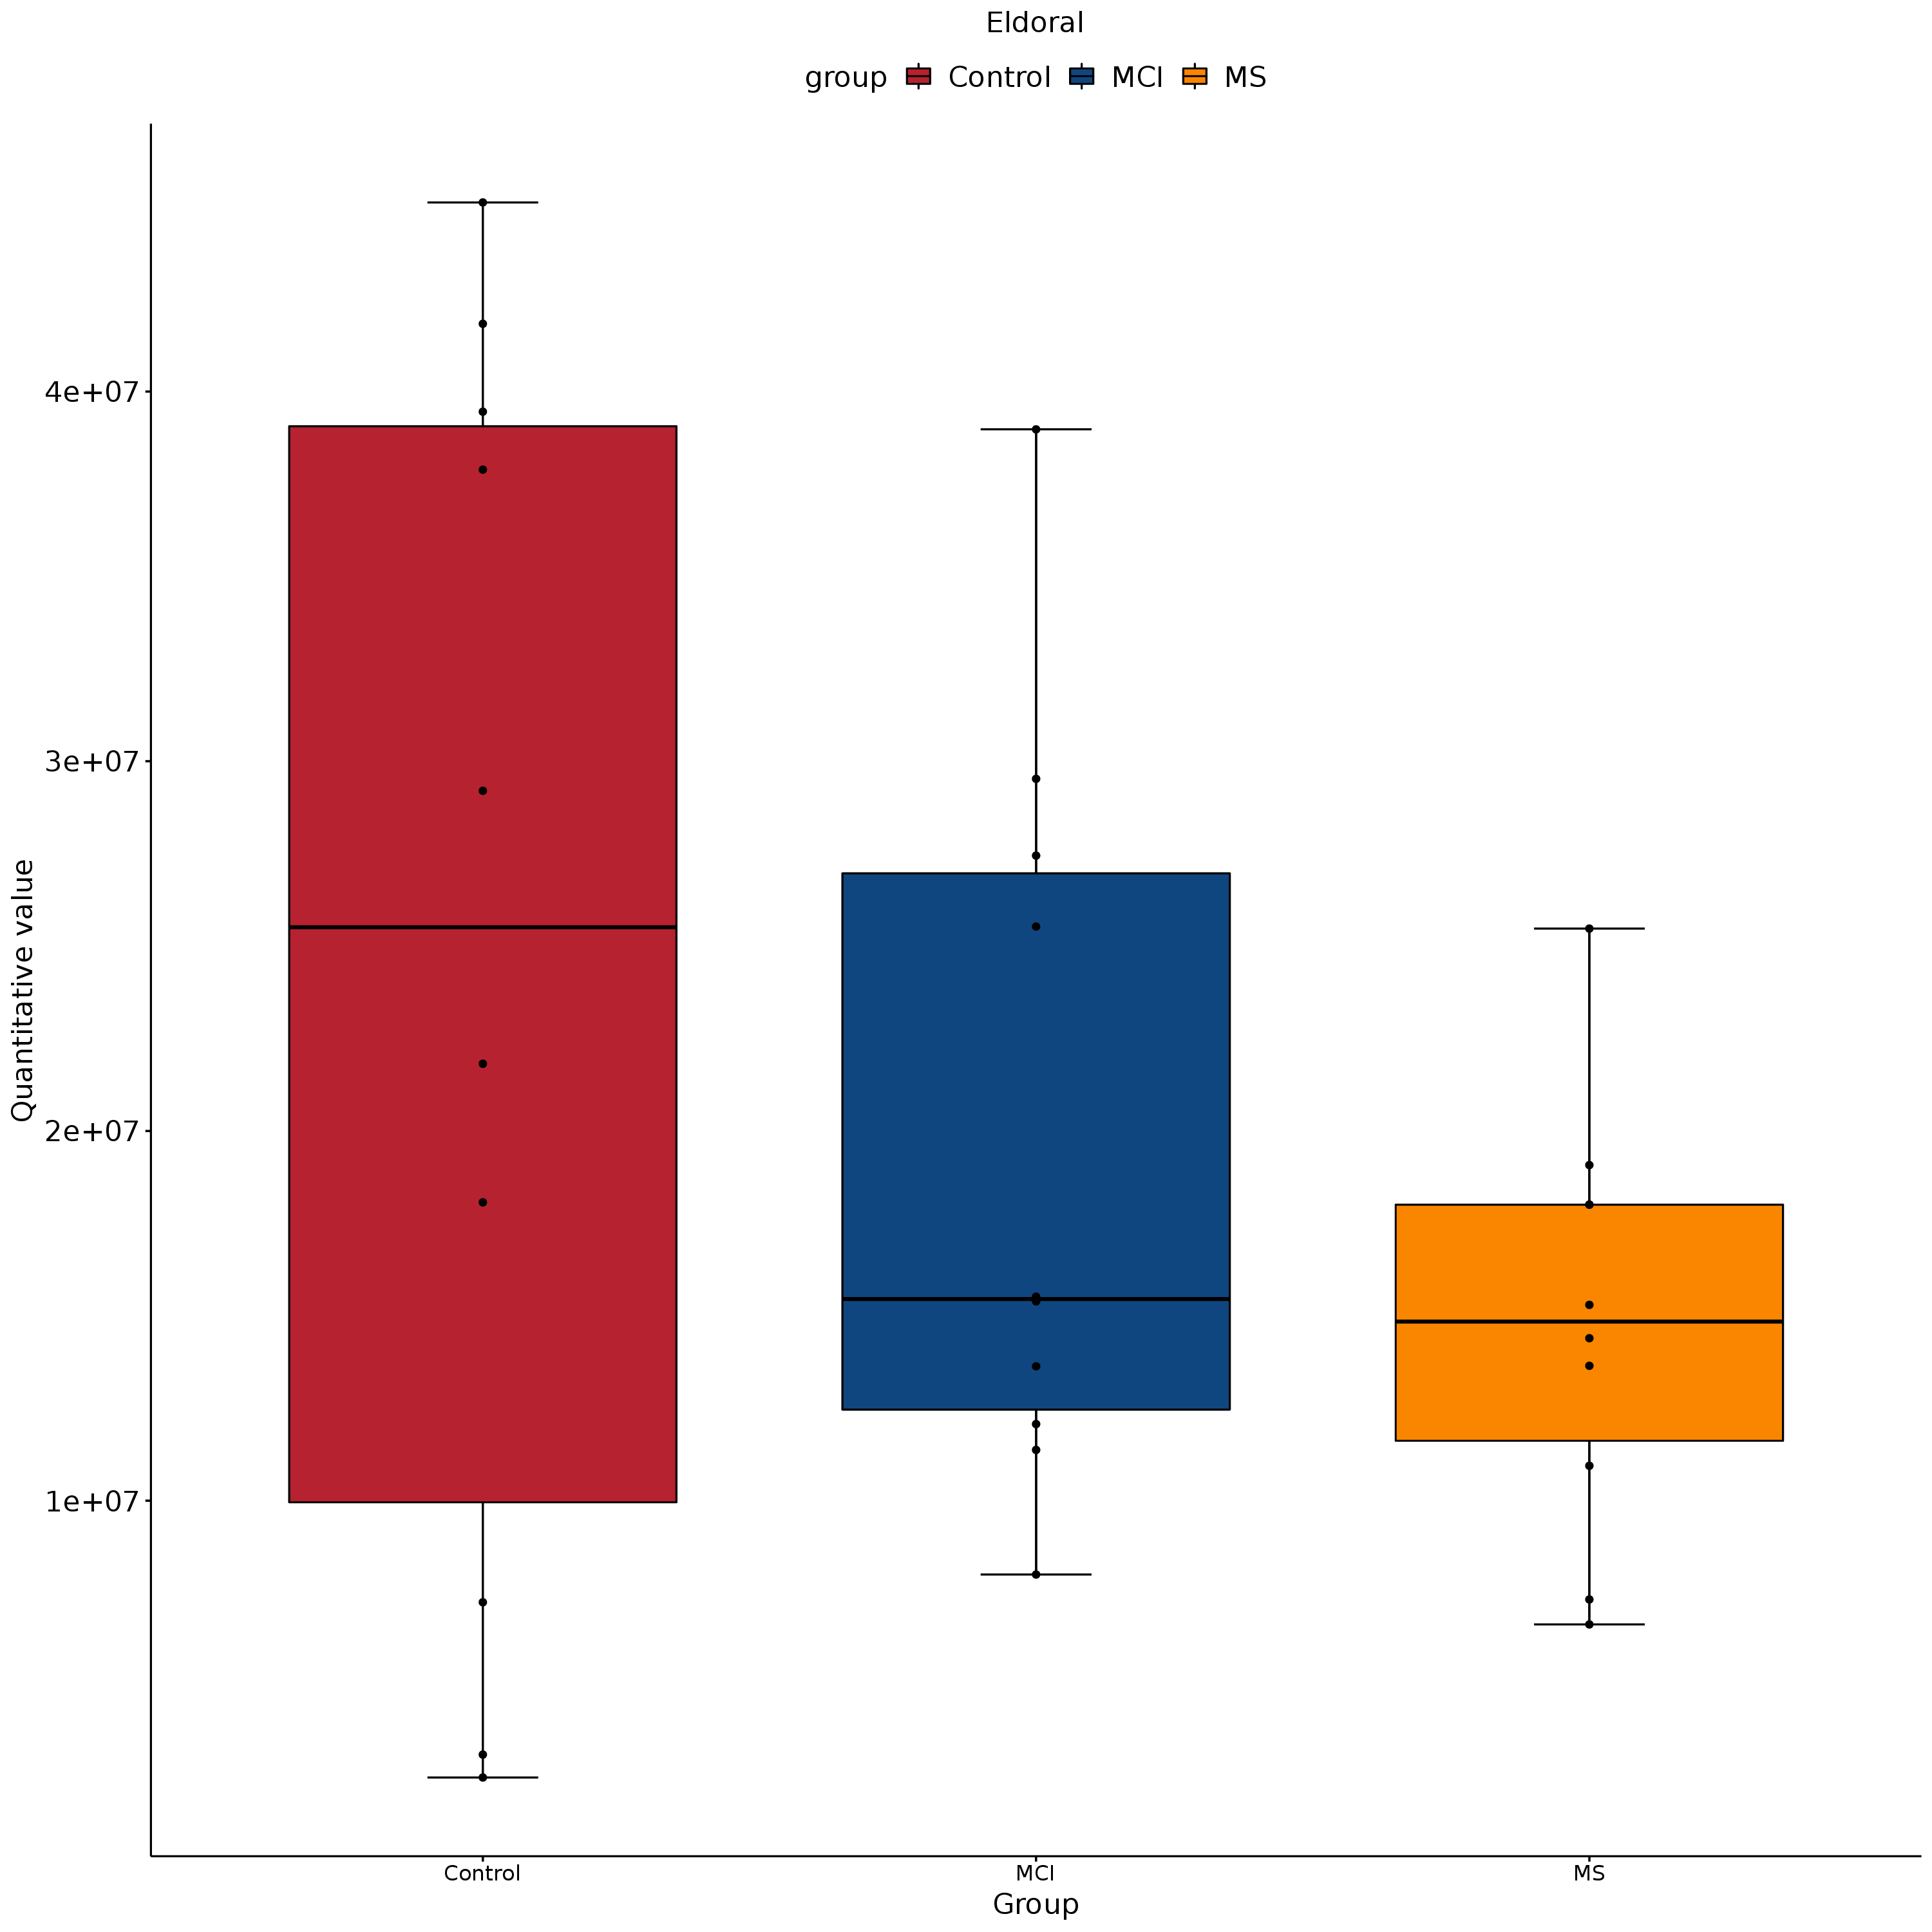 Eldoral
group Control MCI MS
4e+07
3e+07
2e+07
1e+07
Quantitative value
Control MCI MS
Group